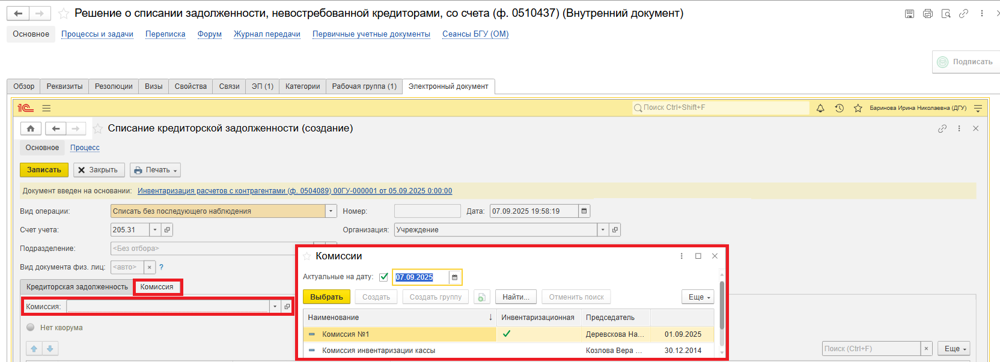 Решение о списании задолженности, невостребованной кредиторами, со счета (ф. 0510437) (Внутренний документ)
Основное Процессы и задачи Переписка Форум Журнал передачи Первичные учетные документы Сеансы БГУ (ОМ)
Подписать
Обзор Реквизиты Резолюции Визы Свойства Связи ЭП (1) Категории Рабочая группа (1) Электронный документ
1С Поиск Ctrl+Shift+F Баринова Ирина Николаевна (ДГУ)
Списание кредиторской задолженности (создание)
Основное Процесс
Записать Закрыть Печать
Документ введен на основании: Инвентаризация расчетов с контрагентами (ф. 0504089) 00ГУ-000001 от 05.09.2025 0:00:00
Вид операции: Списать без последующего наблюдения Номер: Дата: 07.09.2025 19:58:19
Счет учета: 205.31 Организация: Учреждение
Подразделение: <Без отбора>
Вид документа физ. лиц: <авто> × ?
Кредиторская задолженность Комиссия
Комиссия:
Нет кворума
Комиссии
Актуальные на дату: 07.09.2025
Выбрать Создать Создать группу Найти... Отменить поиск Еще
Наименование ↓ Инвентаризационная Председатель
Комиссия №1 Деревскова На... 01.09.2025
Комиссия инвентаризации кассы Козлова Вера ... 30.12.2014
Поиск (Ctrl+F) × Еще